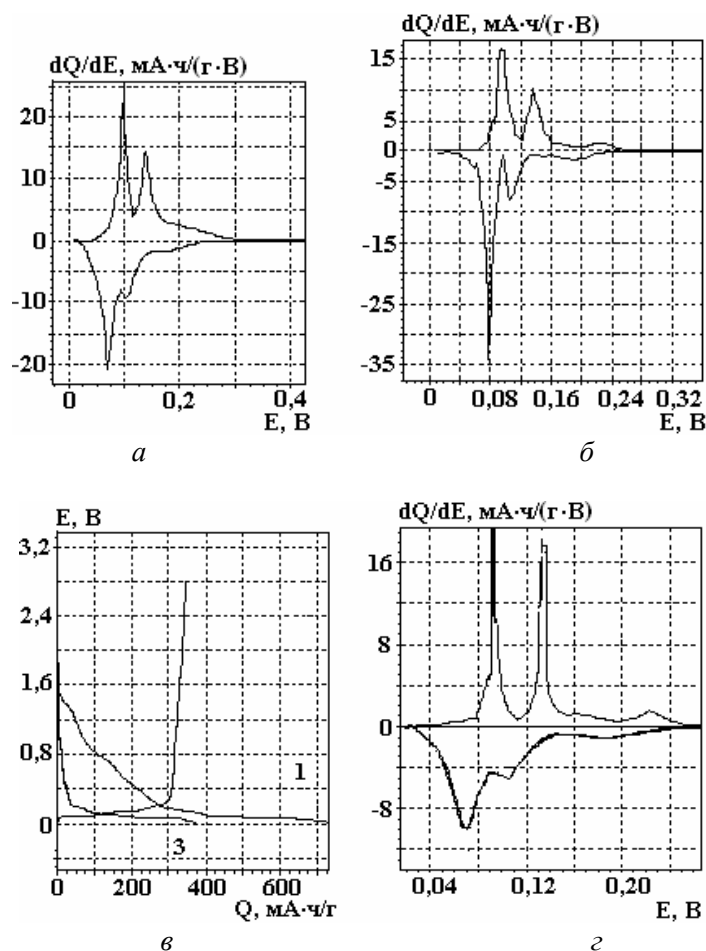 dQ/dE, мА·ч/(г·В)
20
10
0
-10
-20
0
0,2
0,4
E, В
а
dQ/dE, мА·ч/(г·В)
15
5
0
-5
-15
-25
-35
0 0,08 0,16 0,24 0,32
E, В
б
E, В
3,2
2,4
1,6
0,8
0
1
3
0 200 400 600
Q, мА·ч/г
в
dQ/dE, мА·ч/(г·В)
16
8
0
-8
0,04 0,12 0,20
E, В
г